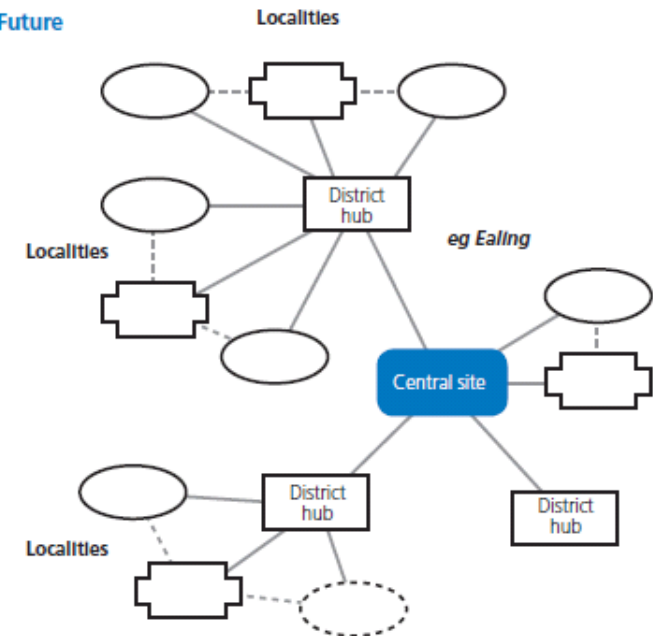 Future
Localities
District
hub
eg Ealing
Localities
Central site
District
hub
District
hub
Localities